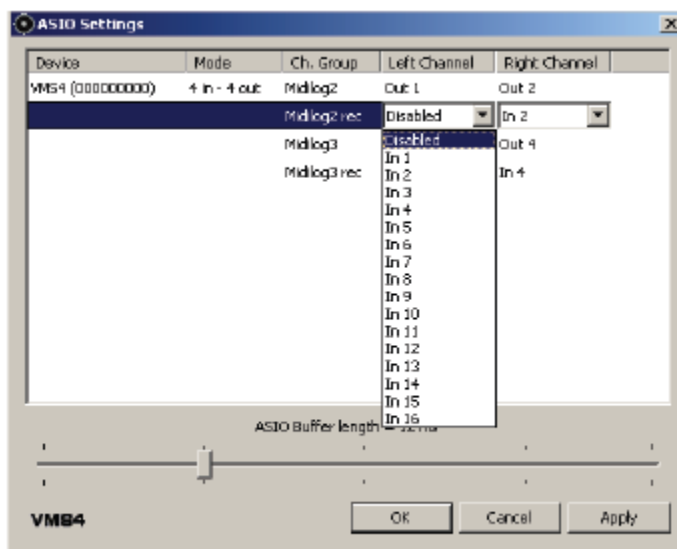 ASIO Settings
Device Mode Ch. Group Left Channel Right Channel
VMS4 (000000000) 4 in - 4 out Midilog2 Out 1 Out 2
Midilog2 rec Disabled In 2
Midilog3 Disabled Out 4
Midilog3 rec In 1 In 4
In 2
In 3
In 4
In 5
In 6
In 7
In 8
In 9
In 10
In 11
In 12
In 13
In 14
In 15
In 16
ASIO Buffer length
VMS4 OK Cancel Apply